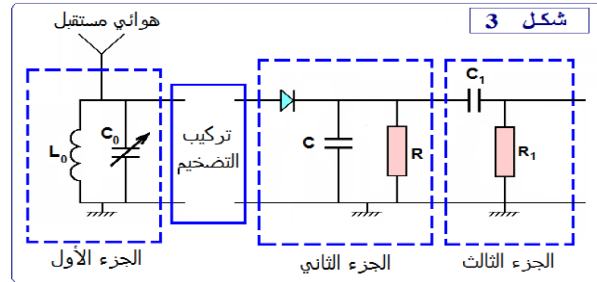 شكل 3
هوائي مستقبل
L₀
C₀
تركيب
التضخيم
C
R
C₁
R₁
الجزء الأول
الجزء الثاني
الجزء الثالث